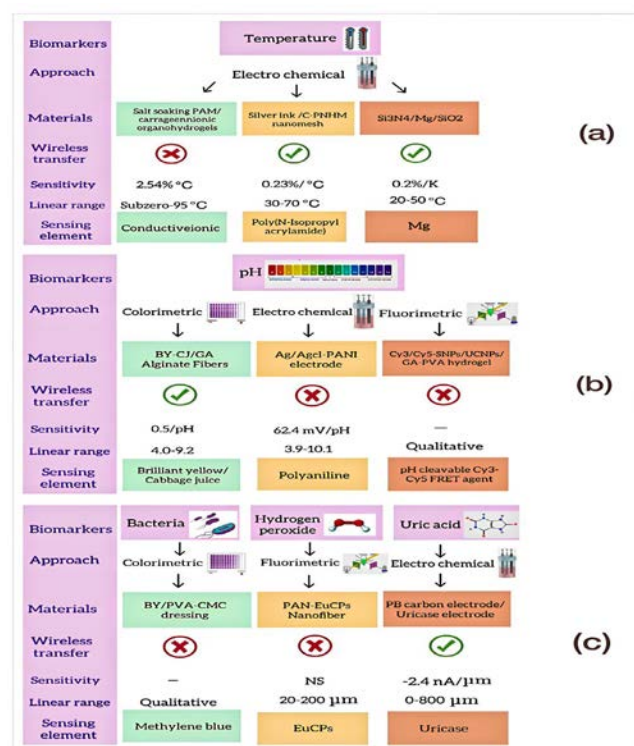 Biomarkers Temperature
Approach Electro chemical
Materials Salt soaking PAM/ carrageennionic organohydrogels Silver ink /C-PNHM nanomesh Si3N4/Mg/SiO2
(a)
Wireless transfer
Sensitivity 2.54% °C 0.23%/°C 0.2%/K
Linear range Subzero-95 °C 30-70 °C 20-50 °C
Sensing element Conductiveionic Poly(N-Isopropyl acrylamide) Mg
Biomarkers pH
Approach Colorimetric Electro chemical Fluorimetric
Materials BY-CJ/GA Alginate Fibers Ag/Agcl-PANI electrode Cy3/Cy5-SNPs/UCNPs/ GA-PVA hydrogel
(b)
Wireless transfer
Sensitivity 0.5/pH 62.4 mV/pH —
Linear range 4.0-9.2 3.9-10.1 Qualitative
Sensing element Brilliant yellow/ Cabbage juice Polyaniline pH cleavable Cy3- Cy5 FRET agent
Biomarkers Bacteria Hydrogen peroxide Uric acid
Approach Colorimetric Fluorimetric Electro chemical
Materials BY/PVA-CMC dressing PAN-EuCPs Nanofiber PB carbon electrode/ Uricase electrode
Wireless transfer
(c)
Sensitivity — NS -2.4 nA/μm
Linear range Qualitative 20-200 μm 0-800 μm
Sensing element Methylene blue EuCPs Uricase